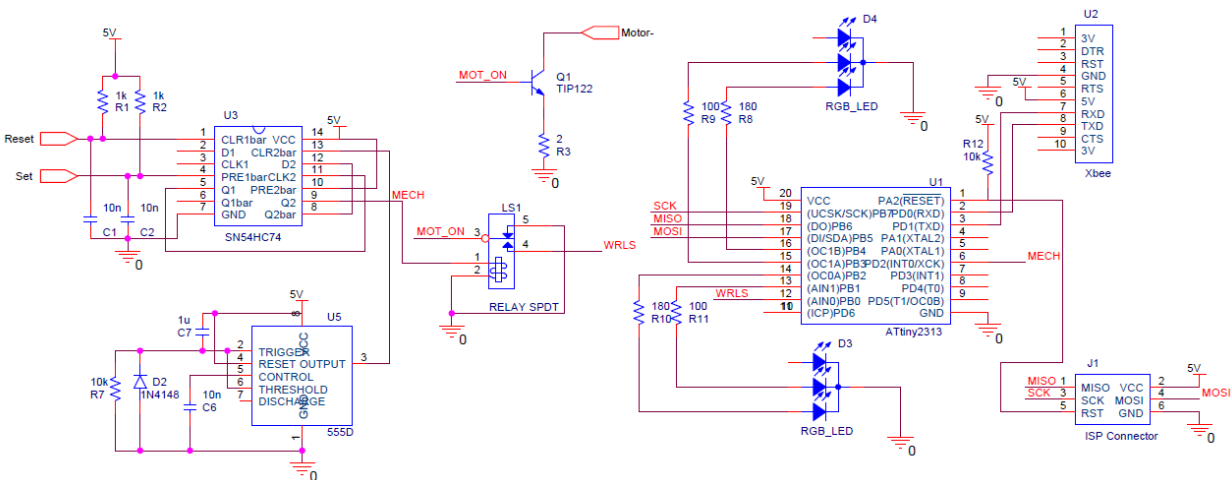 5V
1k
R1
1k
R2
Reset
Set
U3
1 CLR1bar VCC 14
2 D1 CLR2bar 13
3 CLK1 D2 12
4 PRE1bar CLK2 11
5 Q1 PRE2bar 10
6 Q1bar Q2 9
7 GND Q2bar 8
SN54HC74
5V
10n
C1
10n
C2
0
MECH
5V
1u
C7
U5
8
VCC
2 TRIGGER
4 RESET OUTPUT 3
5 CONTROL
6 THRESHOLD
7 DISCHARGE
GND
1
555D
10k
R7
D2
1N4148
10n
C6
0
Motor-
MOT_ON
Q1
TIP122
2
R3
0
LS1
MOT_ON
3
5
4
WRLS
1
2
RELAY SPDT
0
D4
RGB_LED
0
100
R9
180
R8
U1
5V
20 VCC PA2(RESET) 1
SCK 19 (UCSK/SCK)PB7 PD0(RXD) 2
MISO 18 (DO)PB6 PD1(TXD) 3
MOSI 17 (DI/SDA)PB5 PA1(XTAL2) 4
16 (OC1B)PB4 PA0(XTAL1) 5
15 (OC1A)PB3 PD2(INT0/XCK) 6 MECH
14 (OC0A)PB2 PD3(INT1) 7
13 (AIN1)PB1 PD4(T0) 8
WRLS 12 (AIN0)PB0 PD5(T1/OC0B) 9
(ICP)PD6 GND
ATtiny2313
0
180
R10
100
R11
D3
RGB_LED
0
5V
R12
10k
U2
1 3V
2 DTR
3 RST
4 GND
5 RTS
6 5V
7 RXD
8 TXD
9 CTS
10 3V
Xbee
0
5V
J1
5V
MISO 1 MISO VCC 2
SCK 3 SCK MOSI 4 MOSI
5 RST GND 6
ISP Connector
0